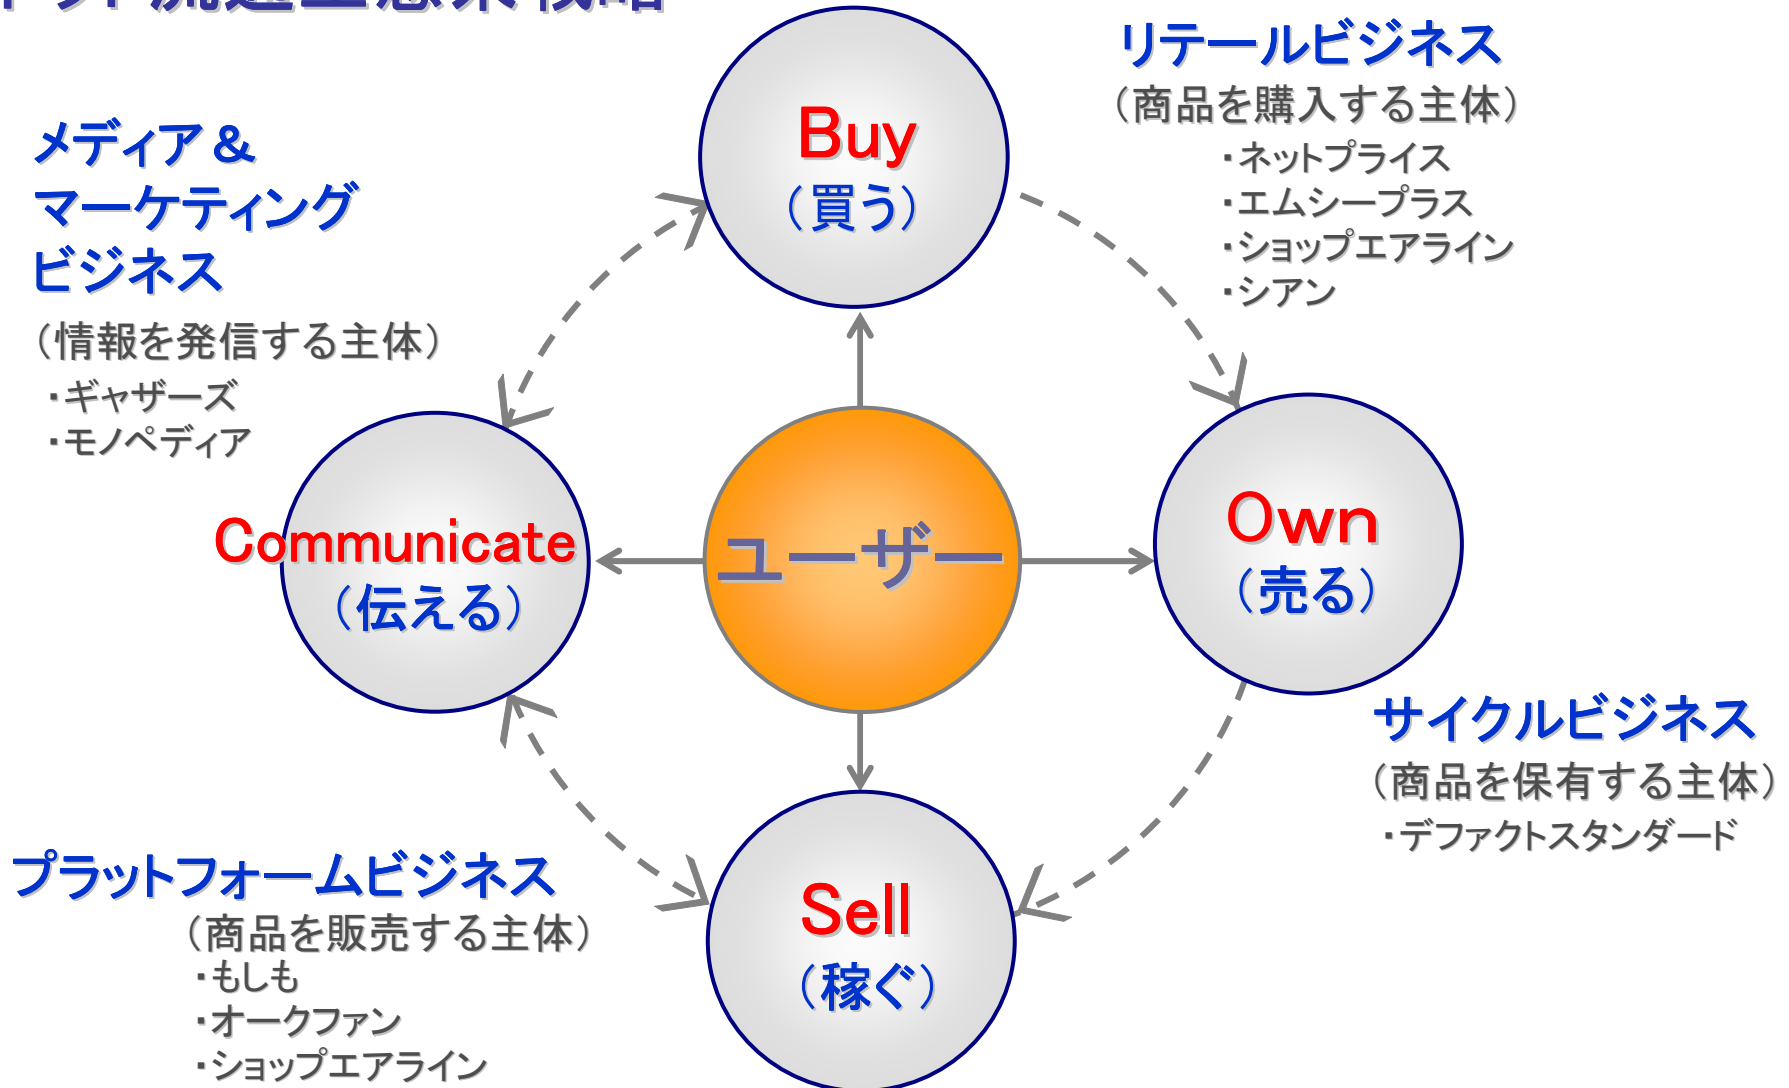 リテールビジネス
（商品を購入する主体）
・ネットプライス
・エムシープラス
・ショップエアライン
・シアン
Buy
（買う）
メディア＆
マーケティング
ビジネス
（情報を発信する主体）
・ギャザーズ
・モノペディア
Communicate
（伝える）
ユーザー
Own
（売る）
サイクルビジネス
（商品を保有する主体）
・デファクトスタンダード
プラットフォームビジネス
（商品を販売する主体）
・もしも
・オークファン
・ショップエアライン
Sell
（稼ぐ）